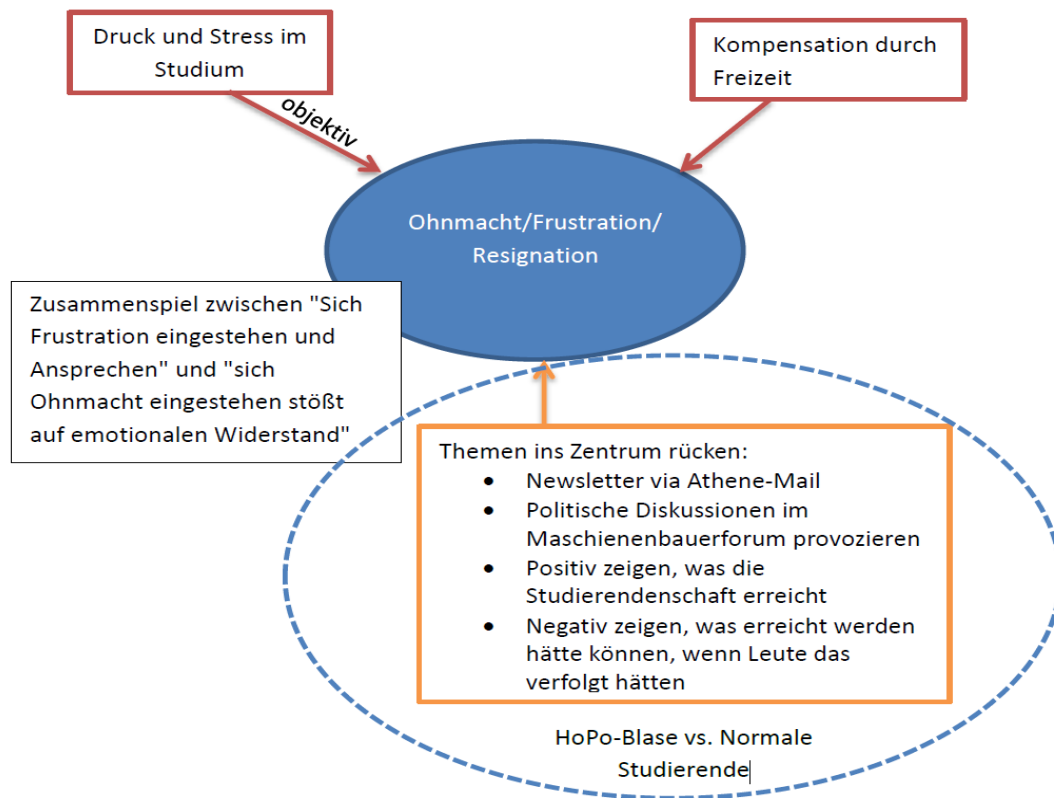 Druck und Stress im
Studium
Kompensation durch
Freizeit
objektiv
Ohnmacht/Frustration/
Resignation
Zusammenspiel zwischen "Sich
Frustration eingestehen und
Ansprechen" und "sich
Ohnmacht eingestehen stößt
auf emotionalen Widerstand"
Themen ins Zentrum rücken:
• Newsletter via Athene-Mail
• Politische Diskussionen im
Maschienenbauerforum provozieren
• Positiv zeigen, was die
Studierendenschaft erreicht
• Negativ zeigen, was erreicht werden
hätte können, wenn Leute das
verfolgt hätten
HoPo-Blase vs. Normale
Studierende